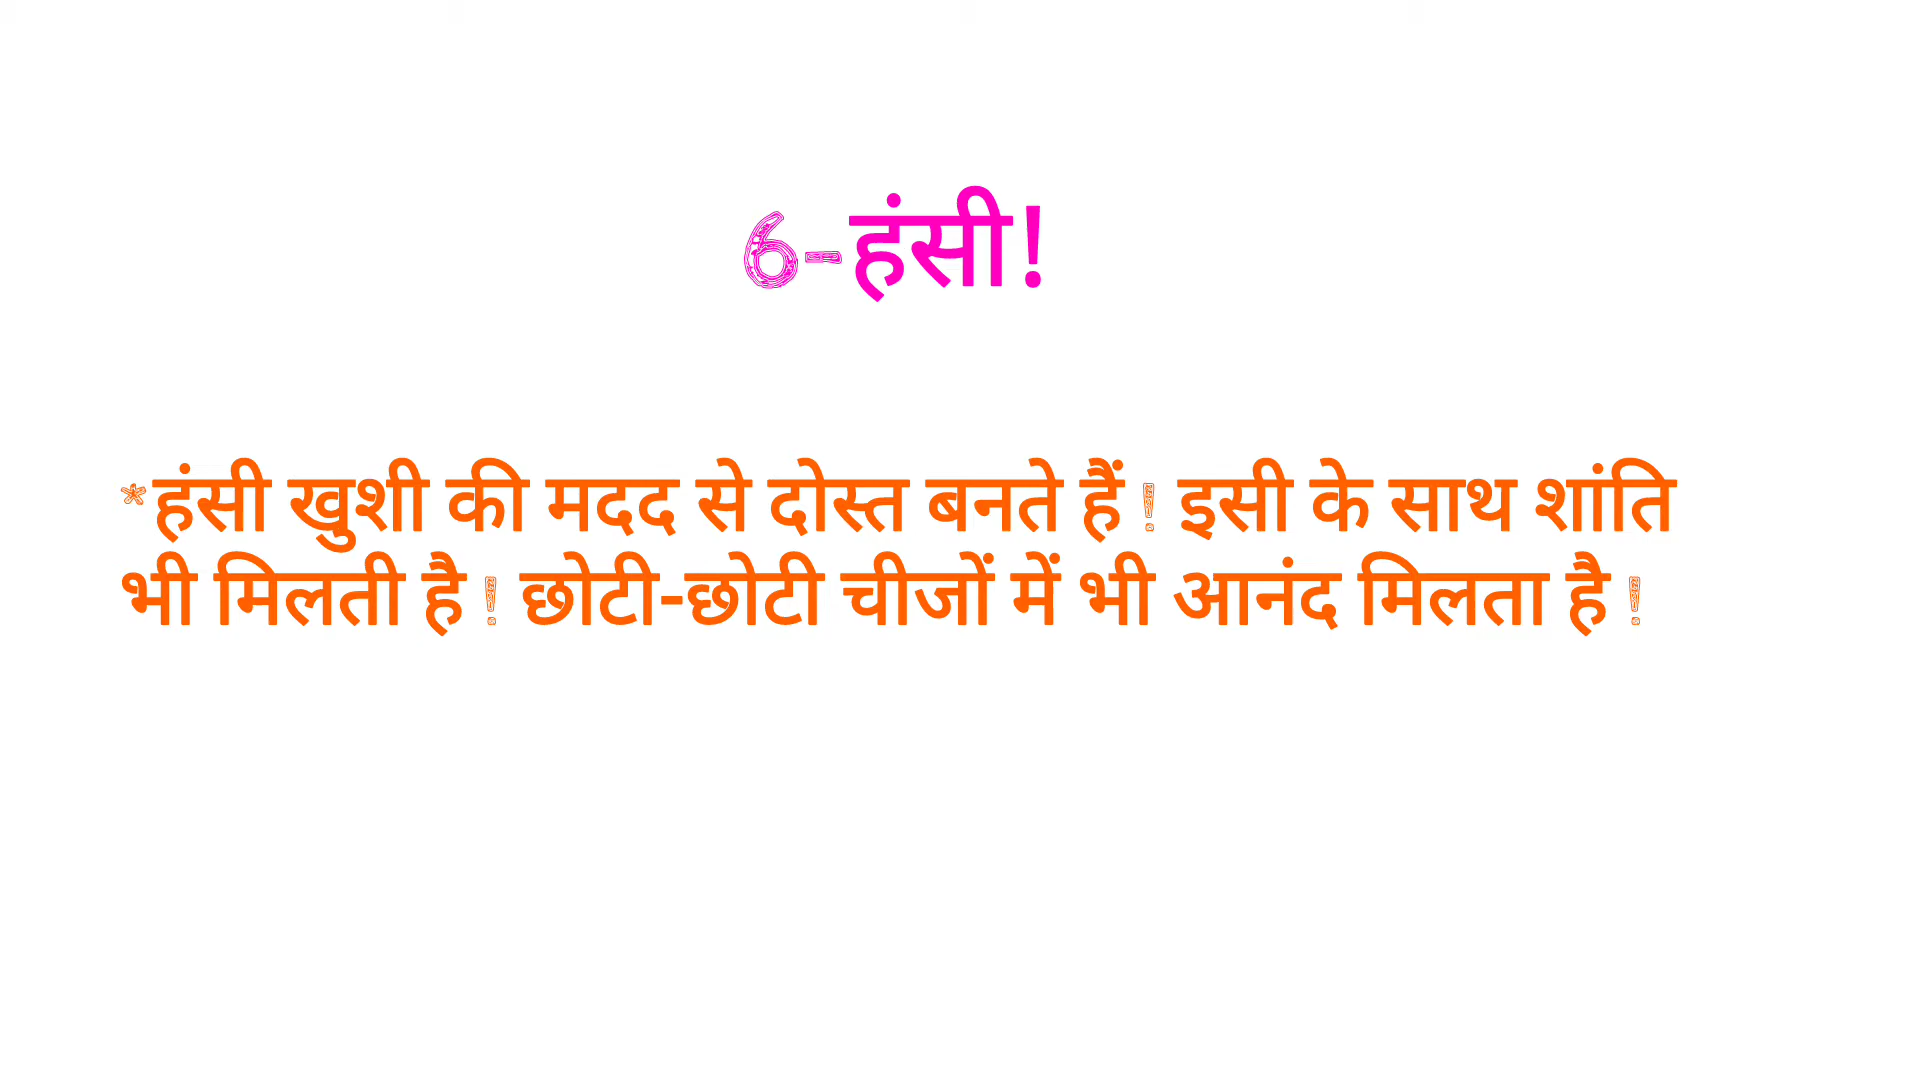 6-हंसी!
*हंसी खुशी की मदद से दोस्त बनते हैं ! इसी के साथ शांति
भी मिलती है ! छोटी-छोटी चीजों में भी आनंद मिलता है !